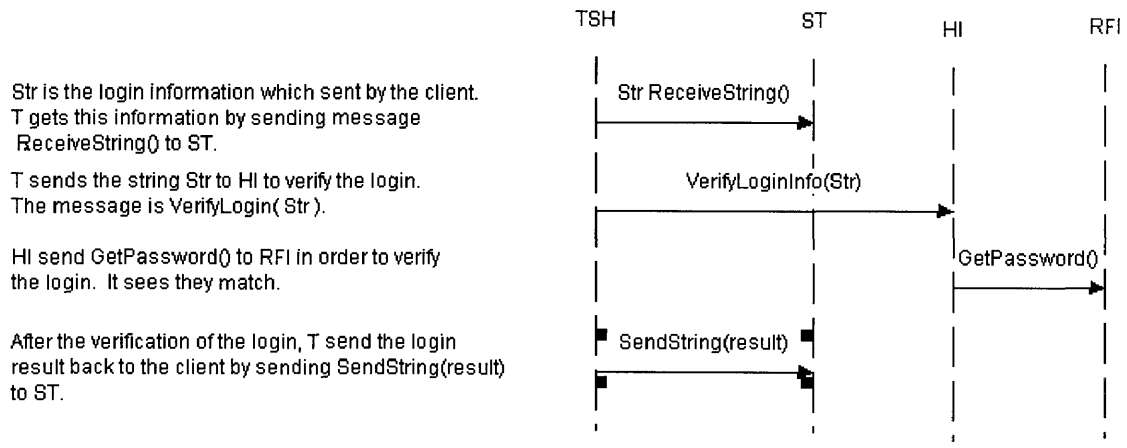 TSH ST HI RFI
Str is the login information which sent by the client.
T gets this information by sending message
ReceiveString() to ST.
Str ReceiveString()
T sends the string Str to HI to verify the login.
The message is VerifyLogin( Str ).
VerifyLoginInfo(Str)
HI send GetPassword() to RFI in order to verify
the login. It sees they match.
GetPassword()
After the verification of the login, T send the login
result back to the client by sending SendString(result)
to ST.
SendString(result)